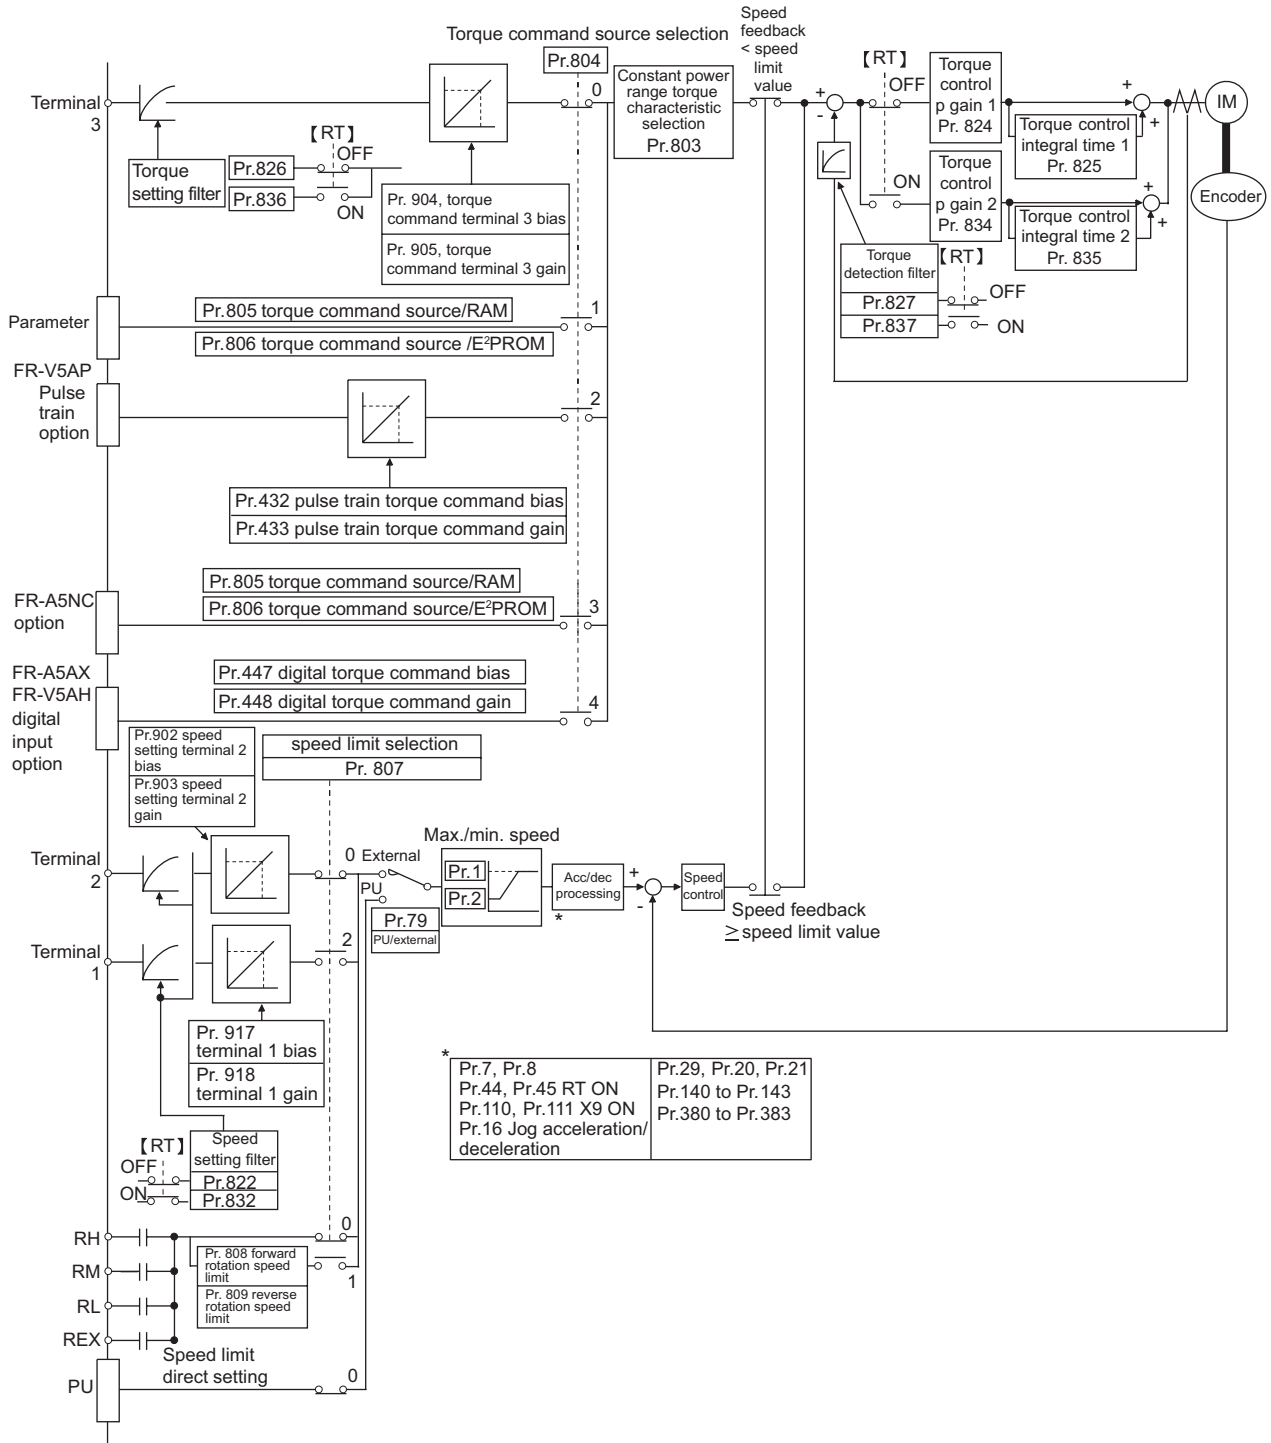 Torque command source selection
Pr.804
Speed
feedback
< speed
limit
value
Terminal
3
0
Constant power
range torque
characteristic
selection
Pr.803
+
-
【RT】
OFF
ON
Torque
control
p gain 1
Pr. 824
+
+
Torque control
integral time 1
Pr. 825
IM
Encoder
Torque
control
p gain 2
Pr. 834
+
+
Torque control
integral time 2
Pr. 835
Torque
setting filter
【RT】
OFF
Pr.826
Pr.836
ON
Pr. 904, torque
command terminal 3 bias
Pr. 905, torque
command terminal 3 gain
Torque
detection filter
Pr.827
Pr.837
【RT】
OFF
ON
Parameter
Pr.805 torque command source/RAM
1
Pr.806 torque command source /E²PROM
FR-V5AP
Pulse
train
option
2
Pr.432 pulse train torque command bias
Pr.433 pulse train torque command gain
FR-A5NC
option
Pr.805 torque command source/RAM
Pr.806 torque command source/E²PROM
3
FR-A5AX
FR-V5AH
digital
input
option
Pr.447 digital torque command bias
Pr.448 digital torque command gain
4
Pr.902 speed
setting terminal 2
bias
Pr.903 speed
setting terminal 2
gain
speed limit selection
Pr. 807
Terminal
2
0
External
PU
Pr.79
PU/external
Max./min. speed
Pr.1
Pr.2
Acc/dec
processing
*
+
-
Speed
control
Speed feedback
≥ speed limit value
Terminal
1
2
Pr. 917
terminal 1 bias
Pr. 918
terminal 1 gain
*
Pr.7, Pr.8
Pr.44, Pr.45 RT ON
Pr.110, Pr.111 X9 ON
Pr.16 Jog acceleration/
deceleration
Pr.29, Pr.20, Pr.21
Pr.140 to Pr.143
Pr.380 to Pr.383
【RT】
OFF
ON
Speed
setting filter
Pr.822
Pr.832
RH
0
Pr. 808 forward
rotation speed
limit
1
Pr. 809 reverse
rotation speed
limit
RM
RL
REX
Speed limit
direct setting
PU
0